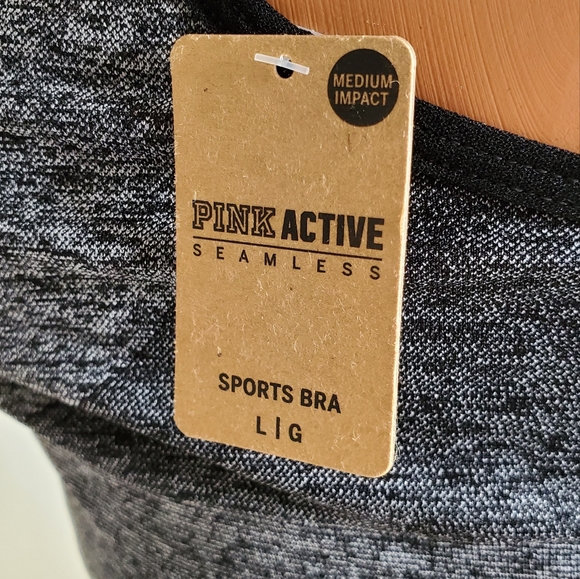 MEDIUM
IMPACT
PINK ACTIVE
SEAMLESS
SPORTS BRA
L|G